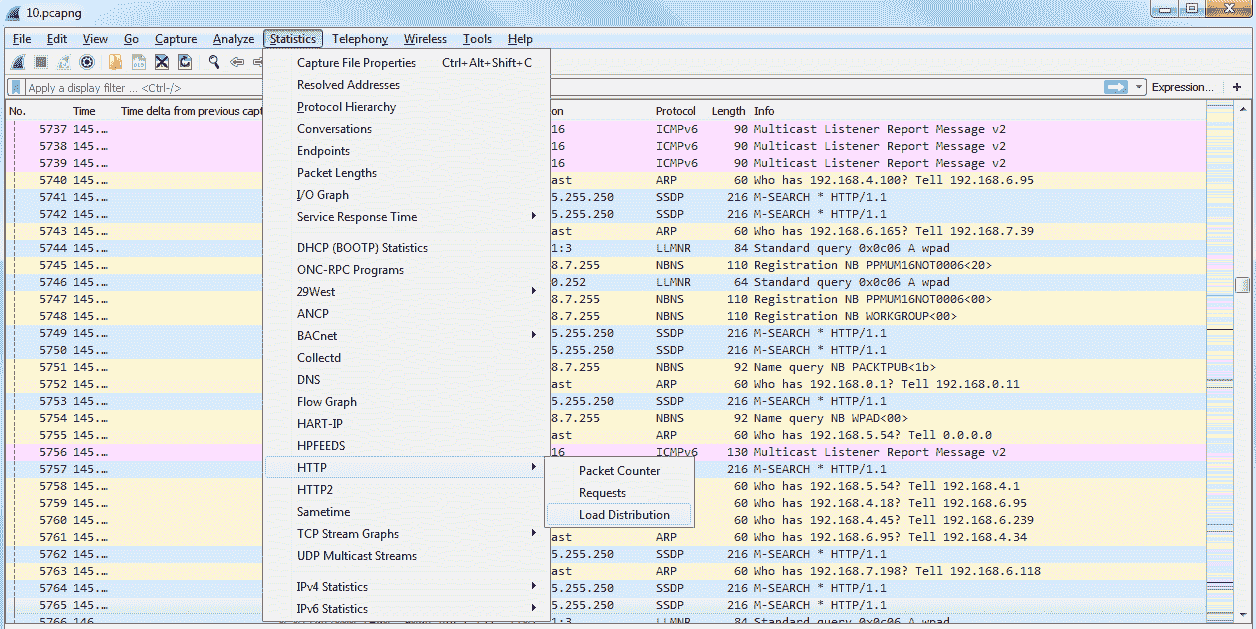 10.pcapng
File Edit View Go Capture Analyze Statistics Telephony Wireless Tools Help
Apply a display filter ... <Ctrl-/> Expression... +
No. Time Time delta from previous capt on Protocol Length Info
5737 145.… 16 ICMPv6 90 Multicast Listener Report Message v2
5738 145.… 16 ICMPv6 90 Multicast Listener Report Message v2
5739 145.… 16 ICMPv6 90 Multicast Listener Report Message v2
5740 145.… ast ARP 60 Who has 192.168.4.100? Tell 192.168.6.95
5741 145.… 5.255.250 SSDP 216 M-SEARCH * HTTP/1.1
5742 145.… 5.255.250 SSDP 216 M-SEARCH * HTTP/1.1
5743 145.… ast ARP 60 Who has 192.168.6.165? Tell 192.168.7.39
5744 145.… 1:3 LLMNR 84 Standard query 0x0c06 A wpad
5745 145.… 8.7.255 NBNS 110 Registration NB PPMUM16NOT0006<20>
5746 145.… 0.252 LLMNR 64 Standard query 0x0c06 A wpad
5747 145.… 8.7.255 NBNS 110 Registration NB PPMUM16NOT0006<00>
5748 145.… 8.7.255 NBNS 110 Registration NB WORKGROUP<00>
5749 145.… 5.255.250 SSDP 216 M-SEARCH * HTTP/1.1
5750 145.… 5.255.250 SSDP 216 M-SEARCH * HTTP/1.1
5751 145.… 8.7.255 NBNS 92 Name query NB PACKTPUB<1b>
5752 145.… ast ARP 60 Who has 192.168.0.1? Tell 192.168.0.11
5753 145.… 5.255.250 SSDP 216 M-SEARCH * HTTP/1.1
5754 145.… 8.7.255 NBNS 92 Name query NB WPAD<00>
5755 145.… ast ARP 60 Who has 192.168.5.54? Tell 0.0.0.0
5756 145.… 16 ICMPv6 130 Multicast Listener Report Message v2
5757 145.… 216 M-SEARCH * HTTP/1.1
5758 145.… 60 Who has 192.168.5.54? Tell 192.168.4.1
5759 145.… 60 Who has 192.168.4.18? Tell 192.168.6.95
5760 145.… 60 Who has 192.168.4.45? Tell 192.168.6.239
5761 145.… ast ARP 60 Who has 192.168.6.95? Tell 192.168.4.34
5762 145.… 5.255.250 SSDP 216 M-SEARCH * HTTP/1.1
5763 145.… ast ARP 60 Who has 192.168.7.198? Tell 192.168.6.118
5764 145.… 5.255.250 SSDP 216 M-SEARCH * HTTP/1.1
5765 145.… 5.255.250 SSDP 216 M-SEARCH * HTTP/1.1
5766 146 1:3 LLMNR 84 Standard query 0x0c06 A wpad
Capture File Properties Ctrl+Alt+Shift+C
Resolved Addresses
Protocol Hierarchy
Conversations
Endpoints
Packet Lengths
I/O Graph
Service Response Time
DHCP (BOOTP) Statistics
ONC-RPC Programs
29West
ANCP
BACnet
Collectd
DNS
Flow Graph
HART-IP
HPFEEDS
HTTP
HTTP2
Sametime
TCP Stream Graphs
UDP Multicast Streams
IPv4 Statistics
IPv6 Statistics
Packet Counter
Requests
Load Distribution